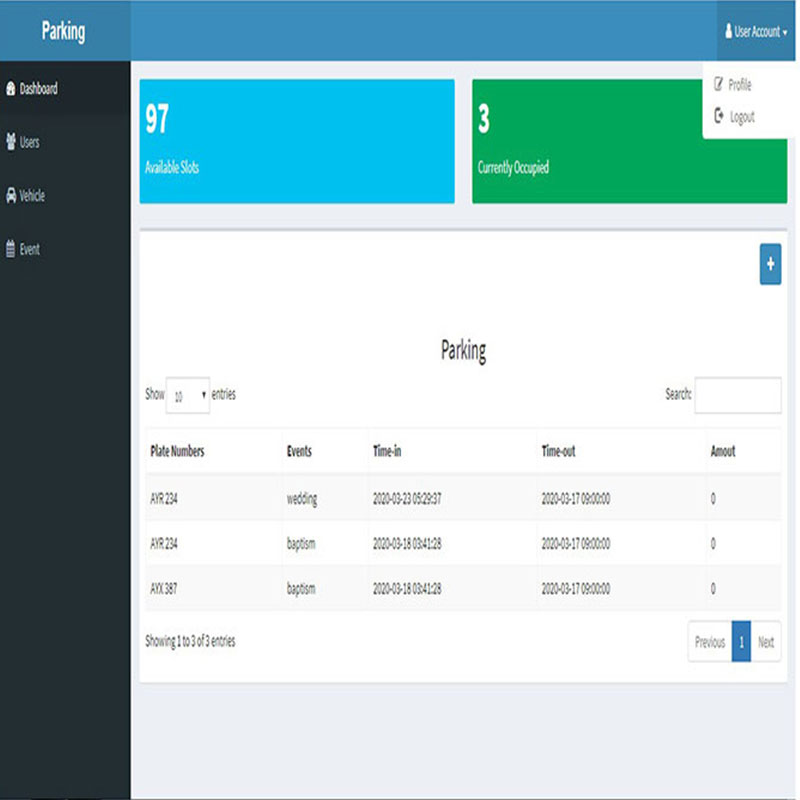 Parking
User Account
Profile
Logout
Dashboard
Users
Vehicle
Event
97
Available Slots
3
Currently Occupied
+
Parking
Show 10 entries
Search:
Plate Numbers Events Time-in Time-out Amout
AYR 234 wedding 2020-03-23 05:29:37 2020-03-17 09:00:00 0
AYR 234 baptism 2020-03-18 03:41:28 2020-03-17 09:00:00 0
AYX 387 baptism 2020-03-18 03:41:28 2020-03-17 09:00:00 0
Showing 1 to 3 of 3 entries
Previous 1 Next